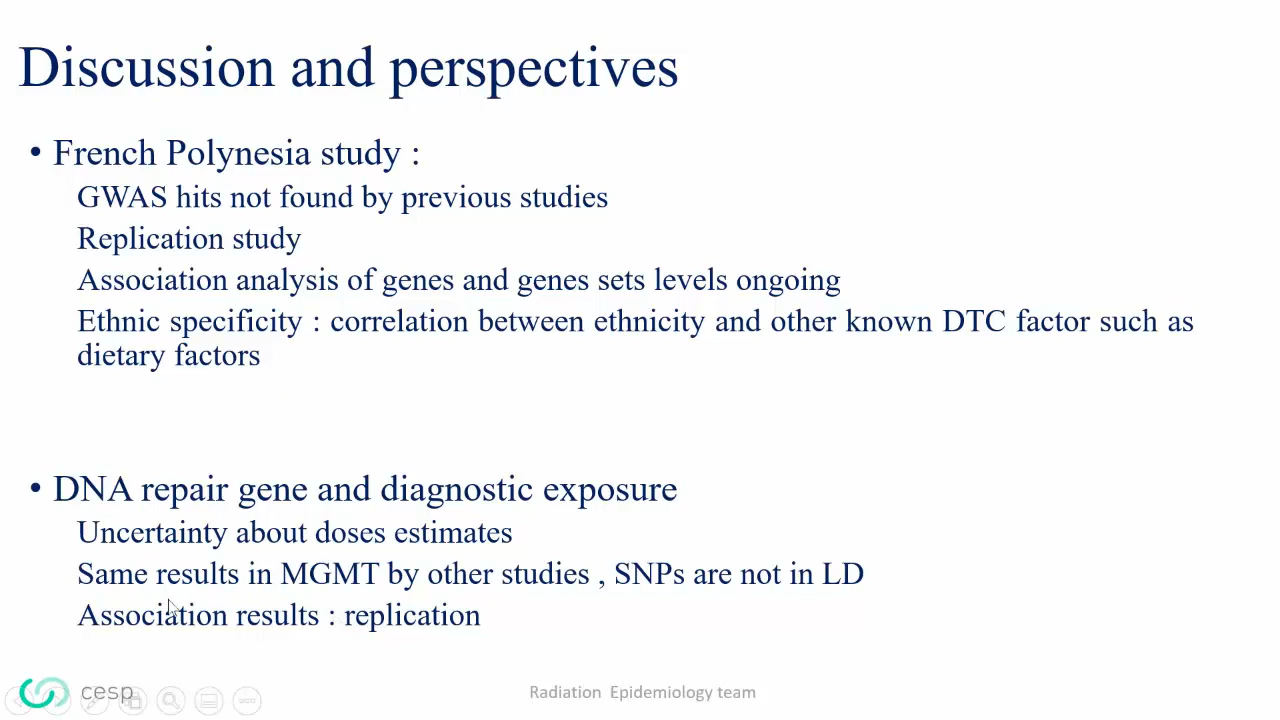 Discussion and perspectives
• French Polynesia study :
GWAS hits not found by previous studies
Replication study
Association analysis of genes and genes sets levels ongoing
Ethnic specificity : correlation between ethnicity and other known DTC factor such as
dietary factors
• DNA repair gene and diagnostic exposure
Uncertainty about doses estimates
Same results in MGMT by other studies , SNPs are not in LD
Association results : replication
cesp
Radiation Epidemiology team